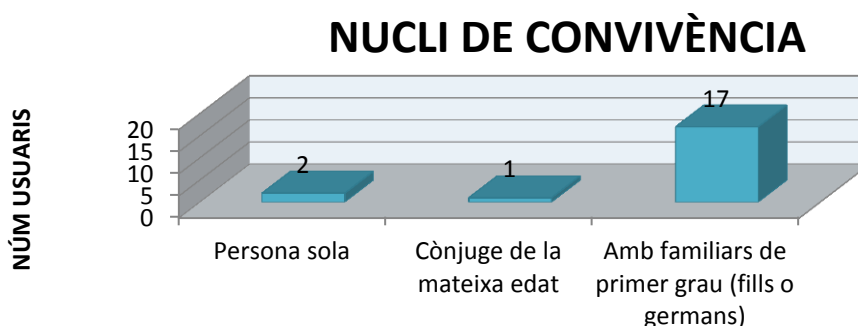 NUCLI DE CONVIVÈNCIA
NÚM USUARIS
20
15
10
5
0
2
1
17
Persona sola
Cònjuge de la
mateixa edat
Amb familiars de
primer grau (fills o
germans)